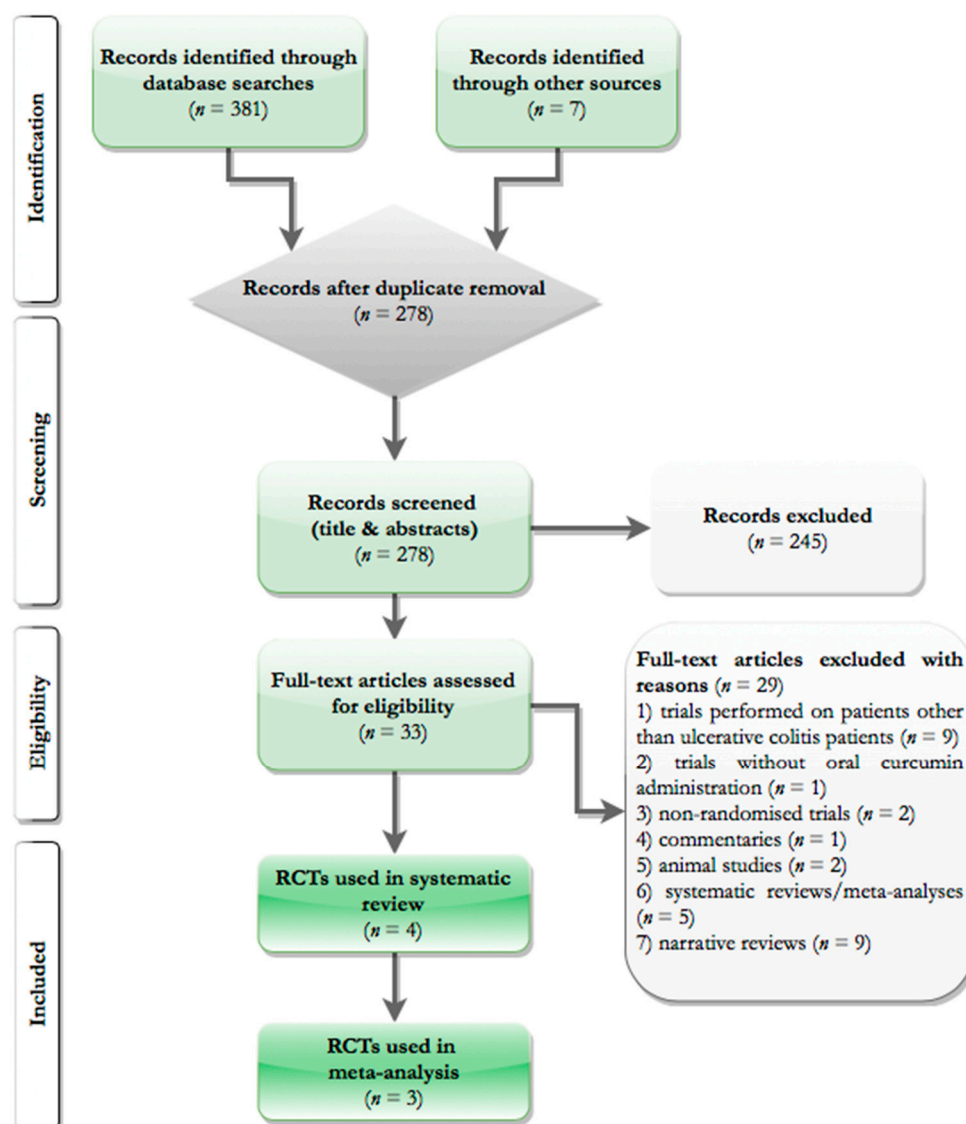 Identification
Records identified through
database searches
(n = 381)
Records identified
through other sources
(n = 7)
Records after duplicate removal
(n = 278)
Screening
Records screened
(title & abstracts)
(n = 278)
Records excluded
(n = 245)
Eligibility
Full-text articles assessed
for eligibility
(n = 33)
Full-text articles excluded with
reasons (n = 29)
1) trials performed on patients other
than ulcerative colitis patients (n = 9)
2) trials without oral curcumin
administration (n = 1)
3) non-randomised trials (n = 2)
4) commentaries (n = 1)
5) animal studies (n = 2)
6) systematic reviews/meta-analyses
(n = 5)
7) narrative reviews (n = 9)
Included
RCTs used in systematic
review
(n = 4)
RCTs used in
meta-analysis
(n = 3)